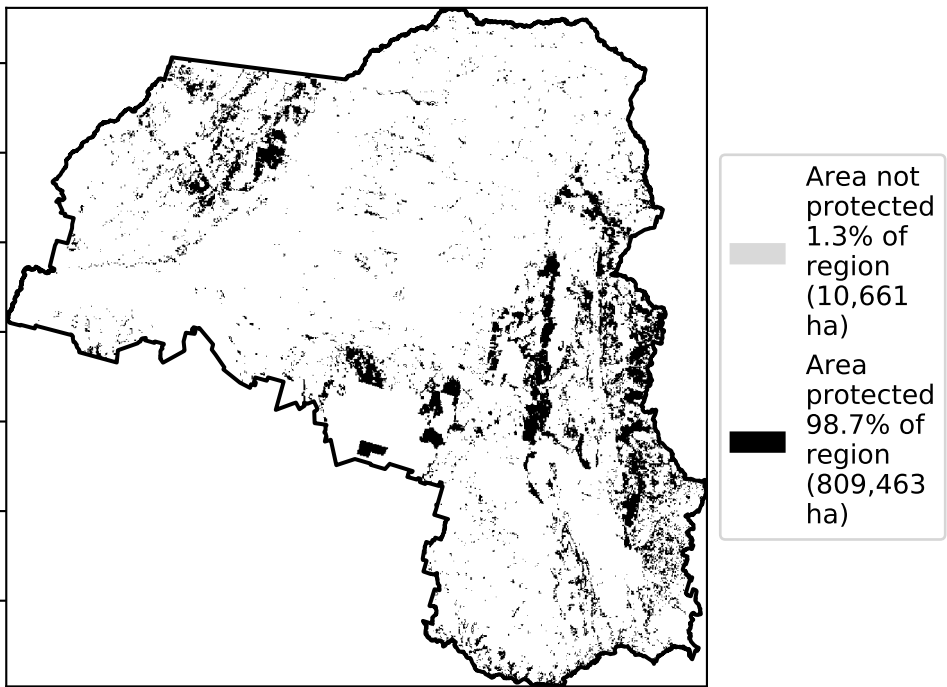 Area not
protected
1.3% of
region
(10,661
ha)
Area
protected
98.7% of
region
(809,463
ha)